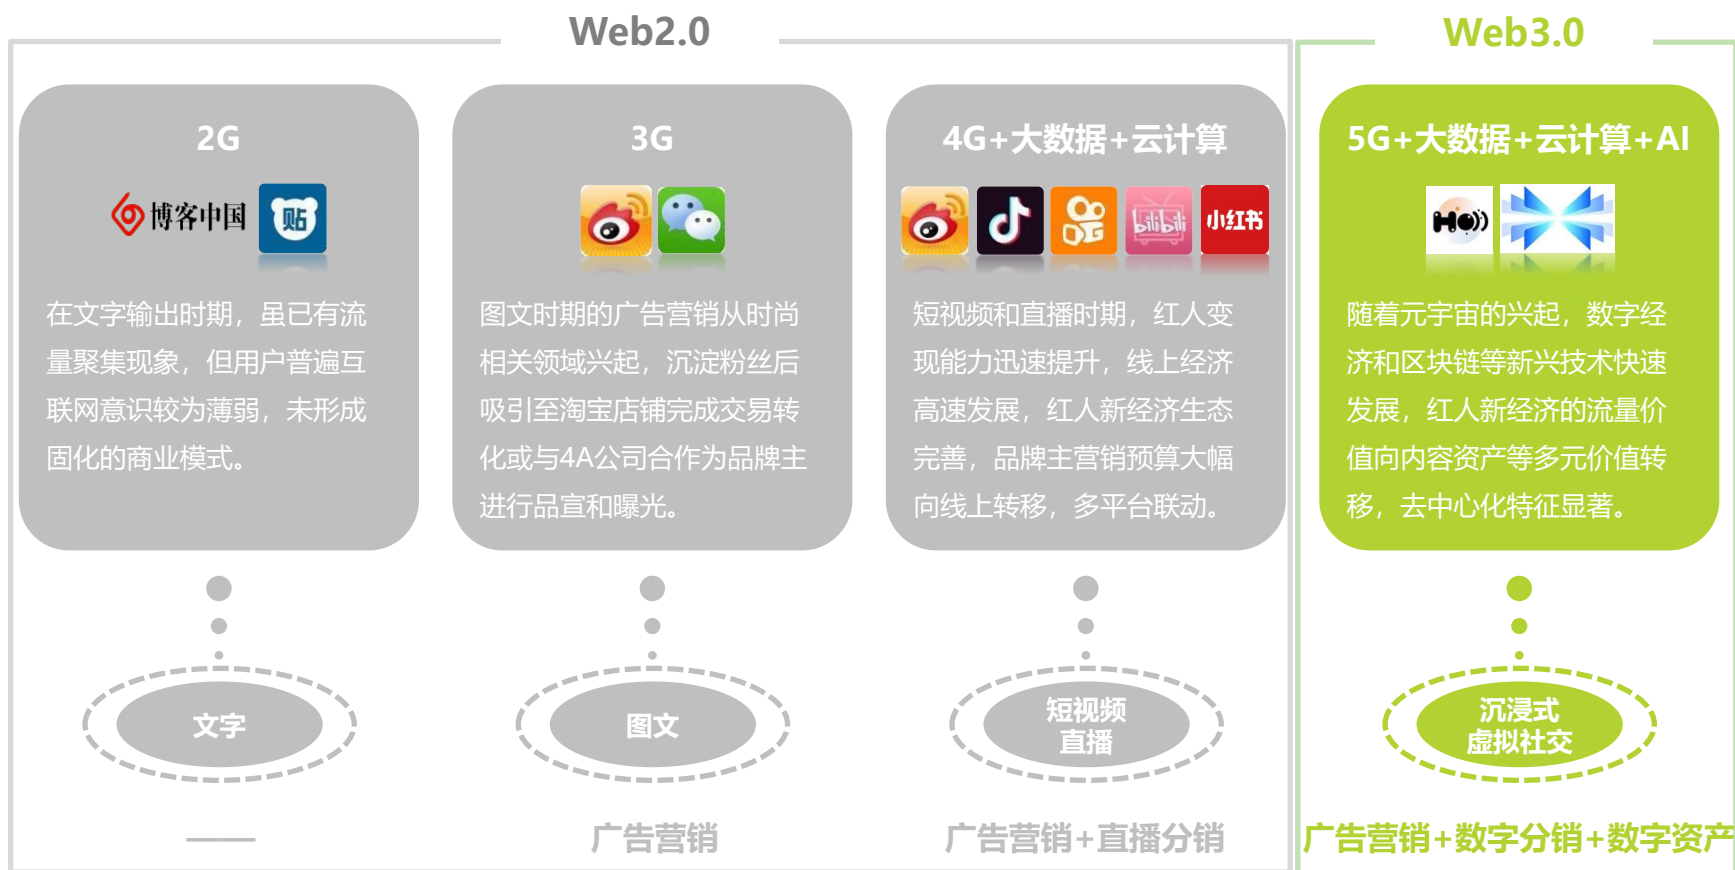 Web2.0
Web3.0
2G
博客中国
贴
在文字输出时期，虽已有流
量聚集现象，但用户普遍互
联网意识较为薄弱，未形成
固化的商业模式。
文字
——
3G
图文时期的广告营销从时尚
相关领域兴起，沉淀粉丝后
吸引至淘宝店铺完成交易转
化或与4A公司合作为品牌主
进行品宣和曝光。
图文
广告营销
4G+大数据+云计算
bilibili
小红书
短视频和直播时期，红人变
现能力迅速提升，线上经济
高速发展，红人新经济生态
完善，品牌主营销预算大幅
向线上转移，多平台联动。
短视频
直播
广告营销+直播分销
5G+大数据+云计算+AI
随着元宇宙的兴起，数字经
济和区块链等新兴技术快速
发展，红人新经济的流量价
值向内容资产等多元价值转
移，去中心化特征显著。
沉浸式
虚拟社交
广告营销+数字分销+数字资产